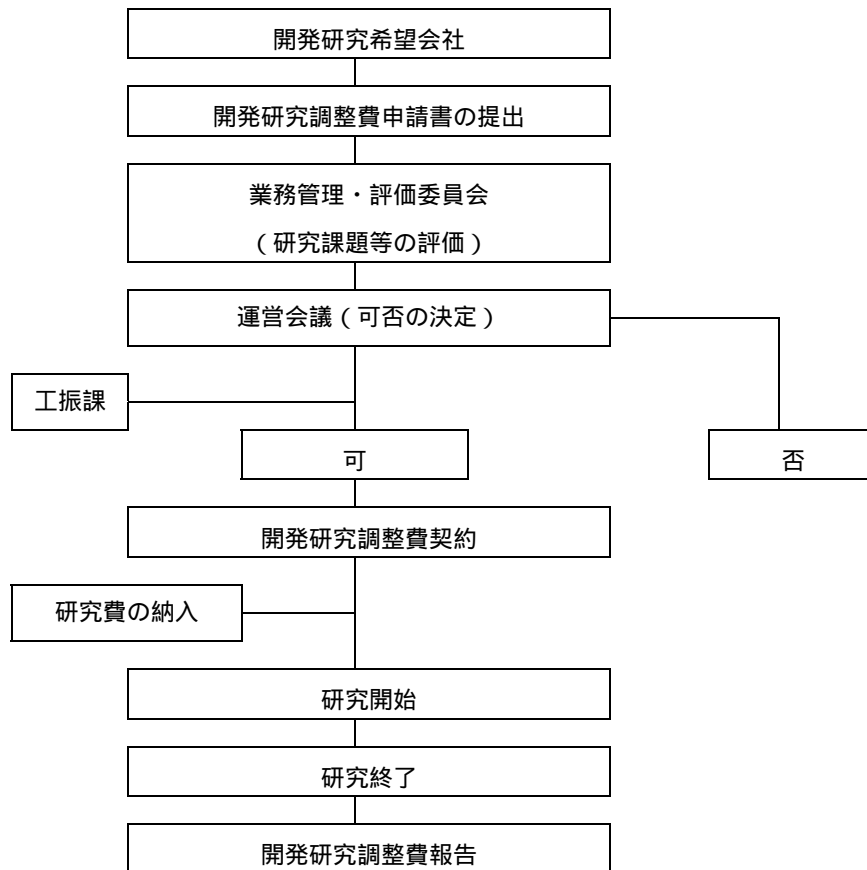 開発研究希望会社
開発研究調整費申請書の提出
業務管理・評価委員会
（研究課題等の評価）
運営会議（可否の決定）
工振課
可
否
開発研究調整費契約
研究費の納入
研究開始
研究終了
開発研究調整費報告